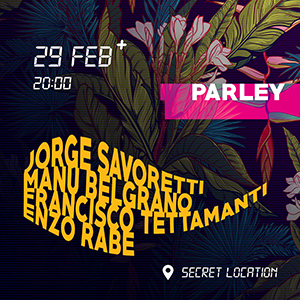 29 FEB+
20:00
PARLEY
JORGE SAVORETTI
MANU BELGRANO
FRANCISCO TETTAMANTI
ENZO RABE
SECRET LOCATION